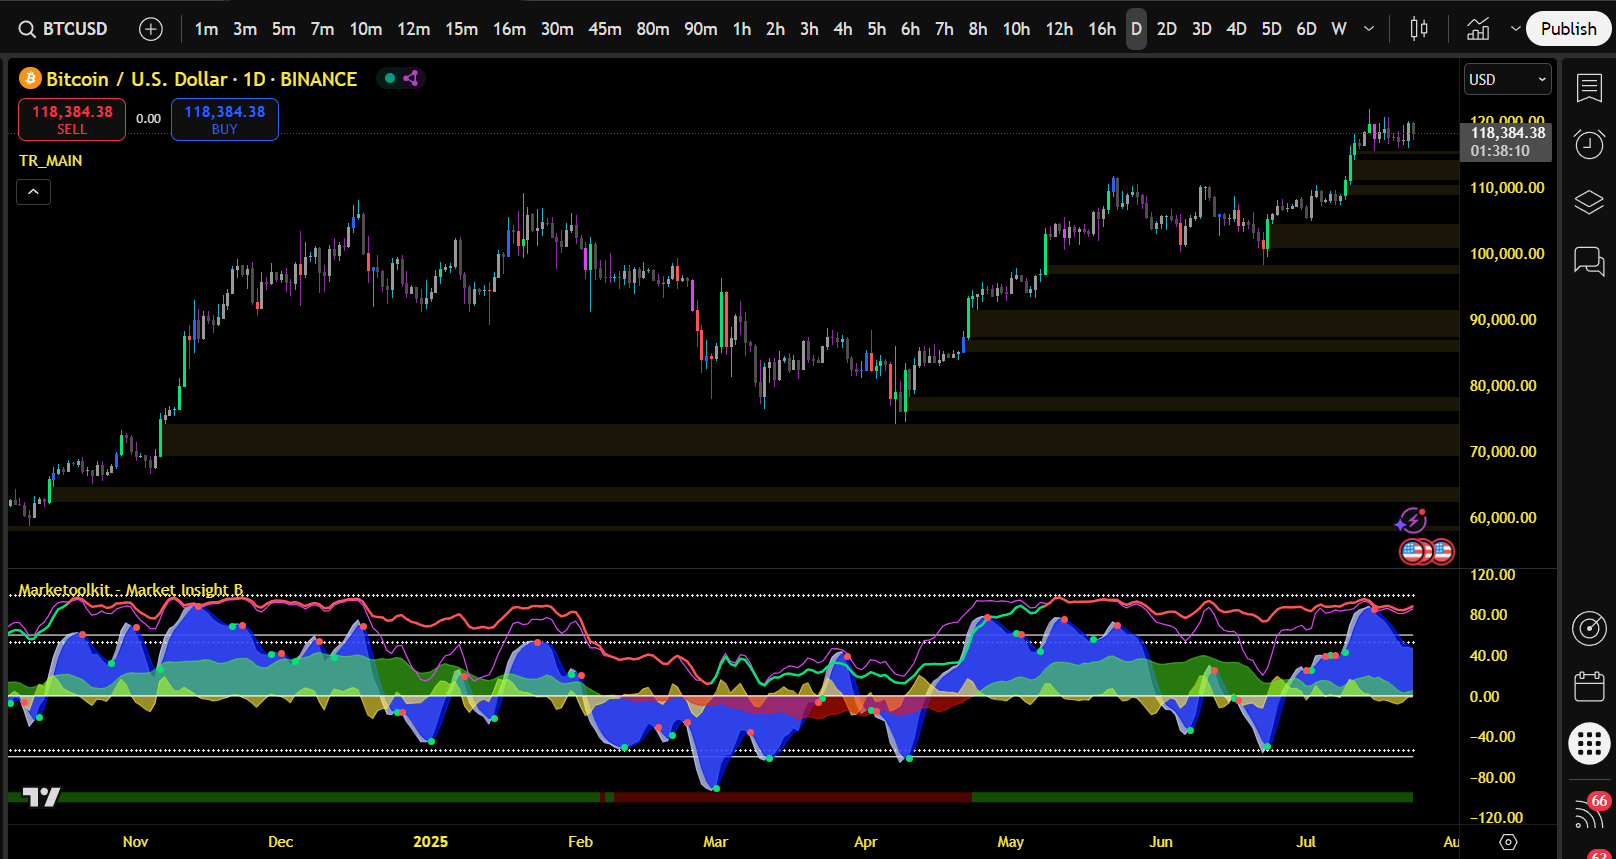 BTCUSD
1m 3m 5m 7m 10m 12m 15m 16m 30m 45m 80m 90m 1h 2h 3h 4h 5h 6h 7h 8h 10h 12h 16h D 2D 3D 4D 5D 6D W
Publish
Bitcoin / U.S. Dollar · 1D · BINANCE
USD
118,384.38
SELL
0.00
118,384.38
BUY
TR_MAIN
120,000.00
118,384.38
01:38:10
110,000.00
100,000.00
90,000.00
80,000.00
70,000.00
60,000.00
Marketoolkit - Market Insight B
120.00
80.00
40.00
0.00
−40.00
−80.00
−120.00
66
Nov Dec 2025 Feb Mar Apr May Jun Jul Au